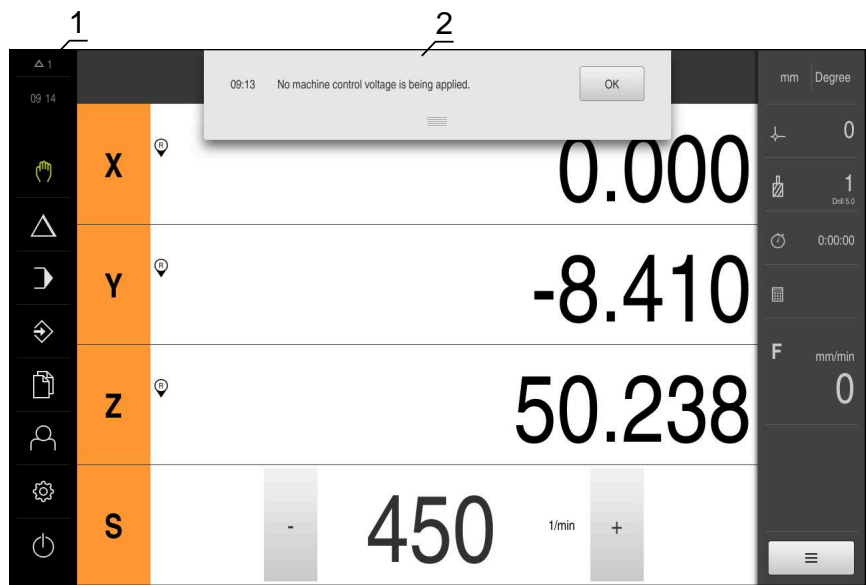 1
2
△ 1
09:13 No machine control voltage is being applied. OK
mm Degree
09 14
X R 0.000
0
1
Drill 5.0
Y R -8.410
0:00:00
F mm/min
0
Z R 50.238
S - 450 1/min +